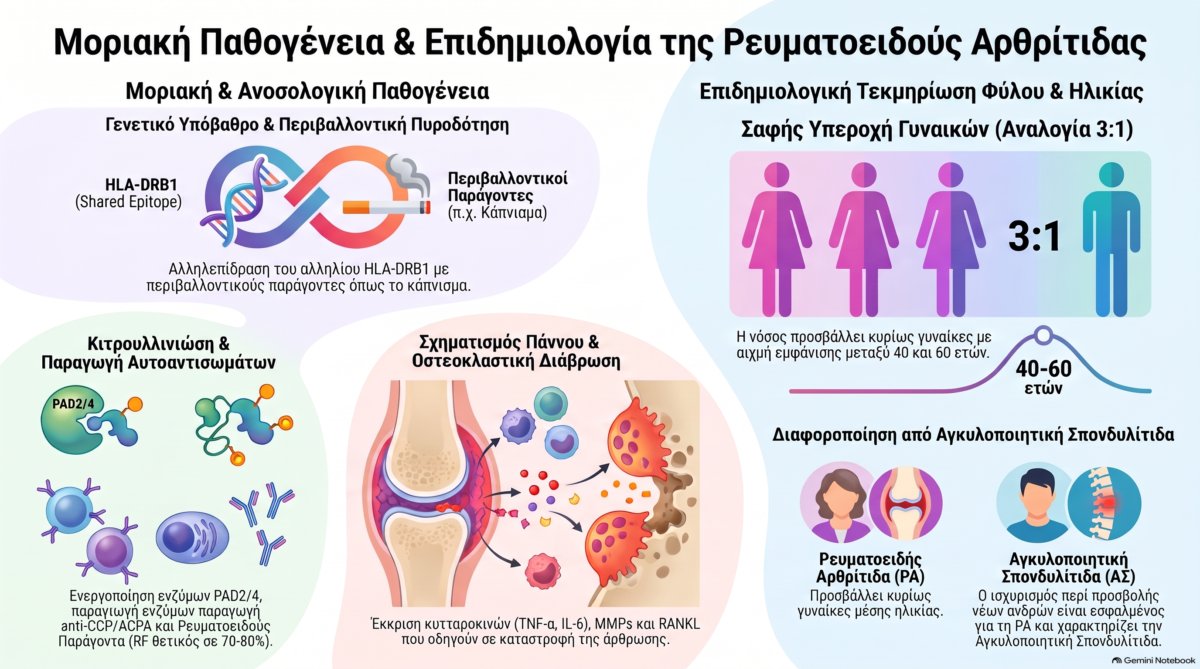 Μοριακή Παθογένεια & Επιδημιολογία της Ρευματοειδούς Αρθρίτιδας
Μοριακή & Ανοσολογική Παθογένεια
Γενετικό Υπόβαθρο & Περιβαλλοντική Πυροδότηση
HLA-DRB1
(Shared Epitope)
Περιβαλλοντικοί
Παράγοντες
(π.χ. Κάπνιαμα)
Αλληλεπίδραση του αλληλίου HLA-DRB1 με
περιβαλλοντικούς παράγοντες όπως το κάπνισμα.
Κιτρουλλινιώση &
Παραγωγή Αυτοαντισωμάτων
PAD2/4
Ενεργοποίηση ενζύμων PAD2/4,
παραγιωγή ενζύμων παραγωγή
anti-CCP/ACPA και Ρευματοειδούς
Παράγοντα (RF θετικός σε 70-80%).
Σχηματισμός Πάννου &
Οστεοκλαστική Διάβρωση
Έκκριση κυτταροκινών (TNF-α, IL-6), MMPs και RANKL
που οδηγούν σε καταστροφή της άρθρωσης.
Επιδημιολογική Τεκμηρίωση Φύλου & Ηλικίας
Σαφής Υπεροχή Γυναικών (Αναλογία 3:1)
3:1
Η νόσος προσβάλλει κυρίως γυναίκες με
αιχμή εμφάνισης μεταξύ 40 και 60 ετών.
40-60
ετών
Διαφοροποίηση από Αγκυλοποιητική Σπονδυλίτιδα
Ρευματοειδής
Αρθρίτιδα (ΡΑ)
Προσβάλλει κυρίως
γυναίκες μέσης ηλικίας.
Αγκυλοποιητική
Σπονδυλίτιδα (ΑΣ)
Ο ισχυρισμός περί προσβολής
νέων ανδρών είναι εσφαλμένος
για τη ΡΑ και χαρακτηρίζει την
Αγκυλοποιητική Σπονδυλίτιδα.
Gemini Notebook